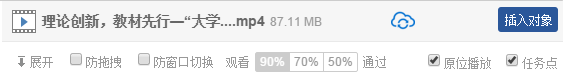 理论创新，教材先行—“大学....mp4 87.11 MB 插入对象
展开 防拖拽 防窗口切换 观看 90% 70% 50% 通过 原位播放 任务点